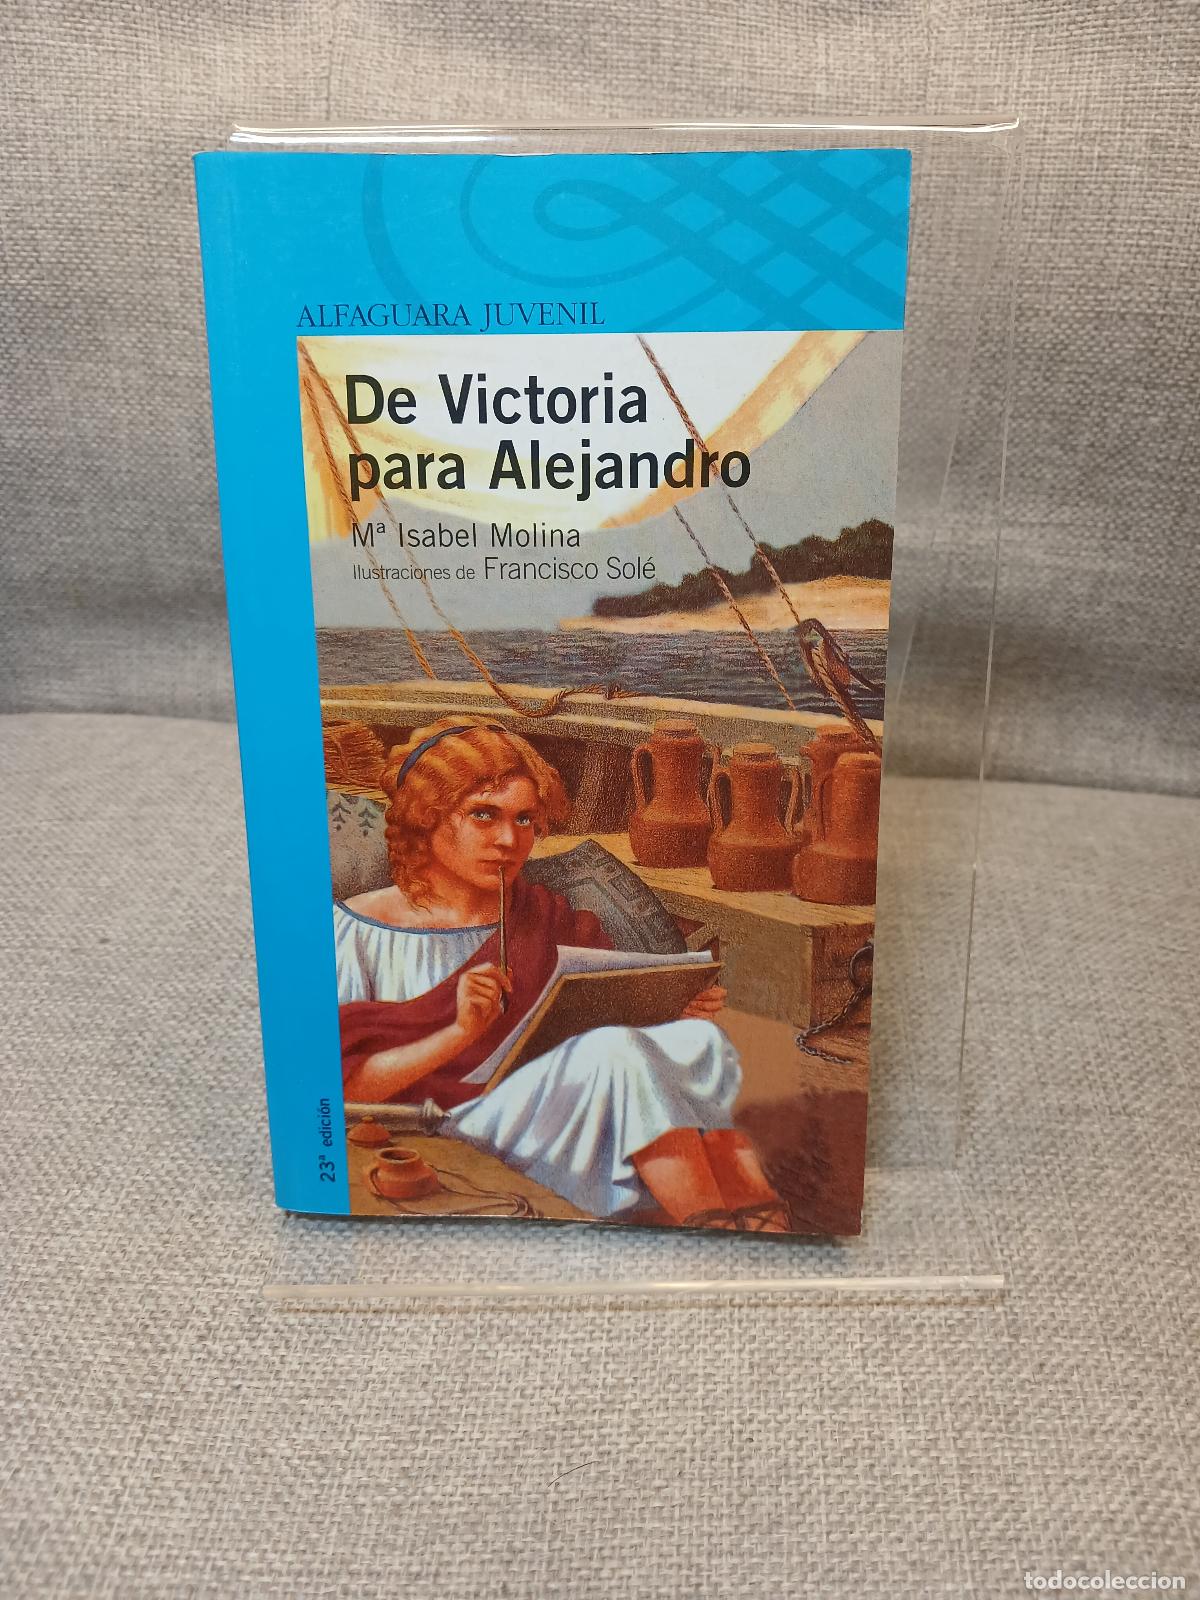 ALFAGUARA JUVENIL
De Victoria
para Alejandro
Mª Isabel Molina
Ilustraciones de Francisco Solé
23ª edición
todocoleccion